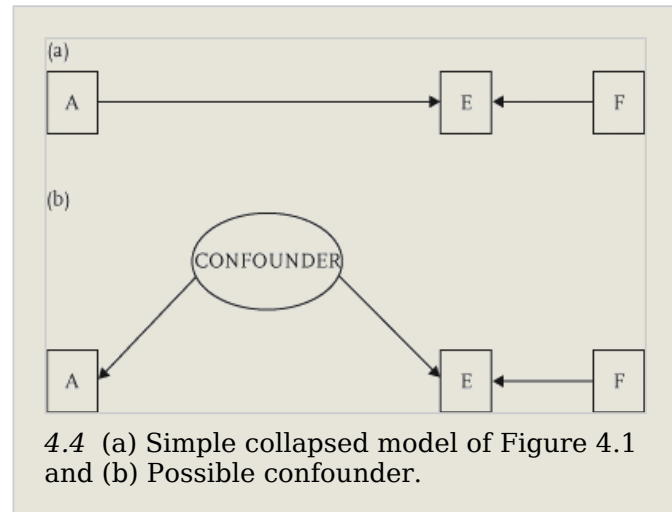 (a)
A E F
(b)
CONFOUNDER
A E F
4.4 (a) Simple collapsed model of Figure 4.1
and (b) Possible confounder.